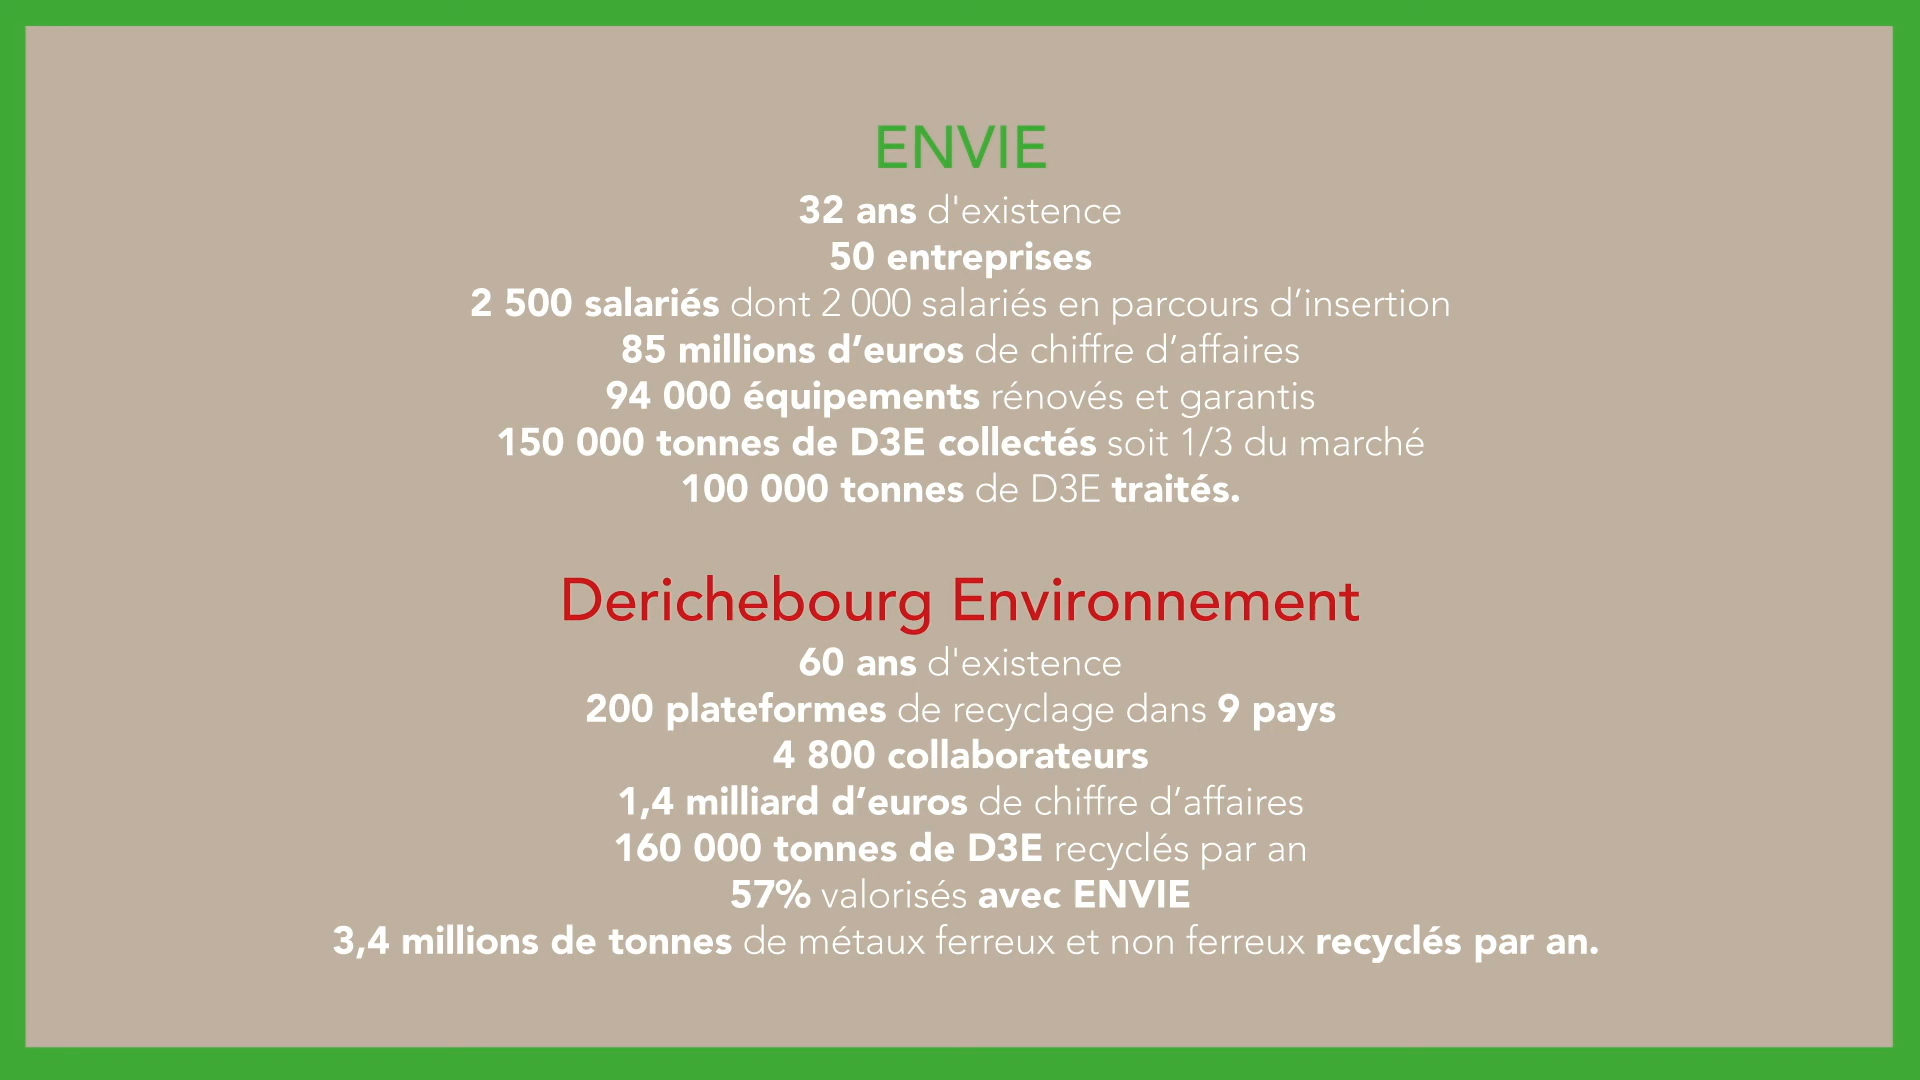 ENVIE
32 ans d'existence
50 entreprises
2 500 salariés dont 2 000 salariés en parcours d’insertion
85 millions d’euros de chiffre d’affaires
94 000 équipements rénovés et garantis
150 000 tonnes de D3E collectés soit 1/3 du marché
100 000 tonnes de D3E traités.
Derichebourg Environnement
60 ans d'existence
200 plateformes de recyclage dans 9 pays
4 800 collaborateurs
1,4 milliard d’euros de chiffre d’affaires
160 000 tonnes de D3E recyclés par an
57% valorisés avec ENVIE
3,4 millions de tonnes de métaux ferreux et non ferreux recyclés par an.